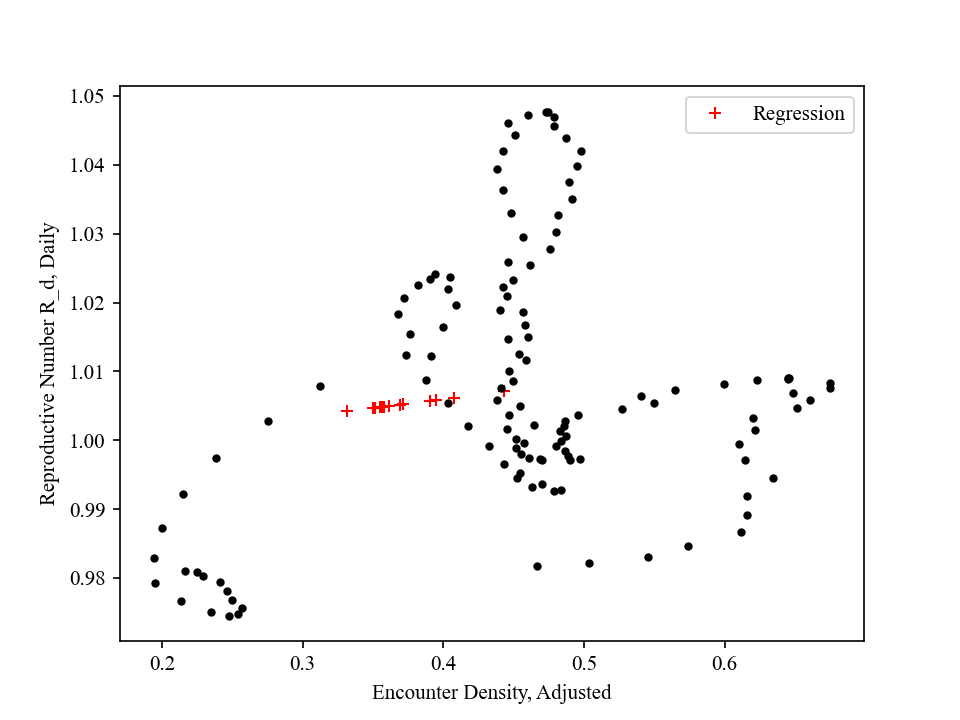 1.05
Regression
1.04
1.03
1.02
1.01
1.00
0.99
0.98
Reproductive Number R_d, Daily
0.2 0.3 0.4 0.5 0.6
Encounter Density, Adjusted